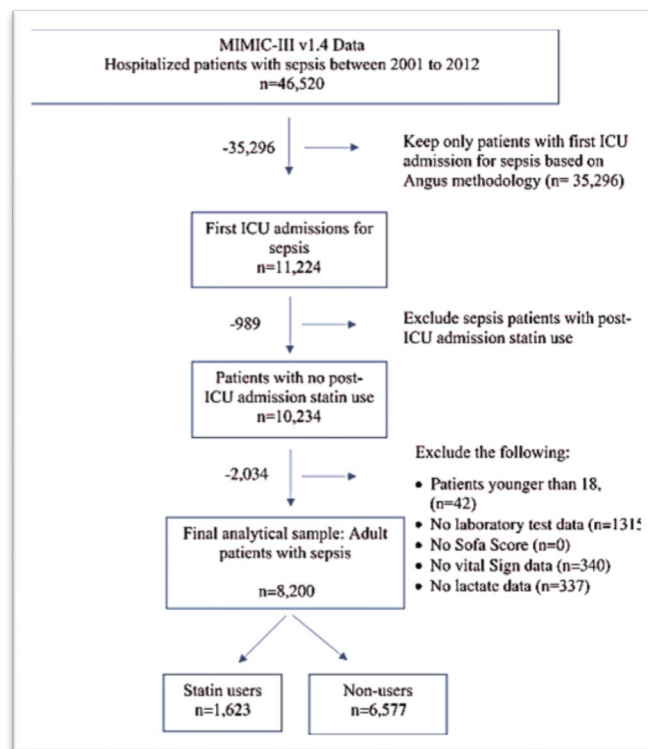 MIMIC-III v1.4 Data
Hospitalized patients with sepsis between 2001 to 2012
n=46,520
-35,296
Keep only patients with first ICU
admission for sepsis based on
Angus methodology (n= 35,296)
First ICU admissions for
sepsis
n=11,224
-989
Exclude sepsis patients with post-
ICU admission statin use
Patients with no post-
ICU admission statin use
n=10,234
-2,034
Exclude the following:
• Patients younger than 18,
(n=42)
• No laboratory test data (n=1315
• No Sofa Score (n=0)
• No vital Sign data (n=340)
• No lactate data (n=337)
Final analytical sample: Adult
patients with sepsis
n=8,200
Statin users
n=1,623
Non-users
n=6,577